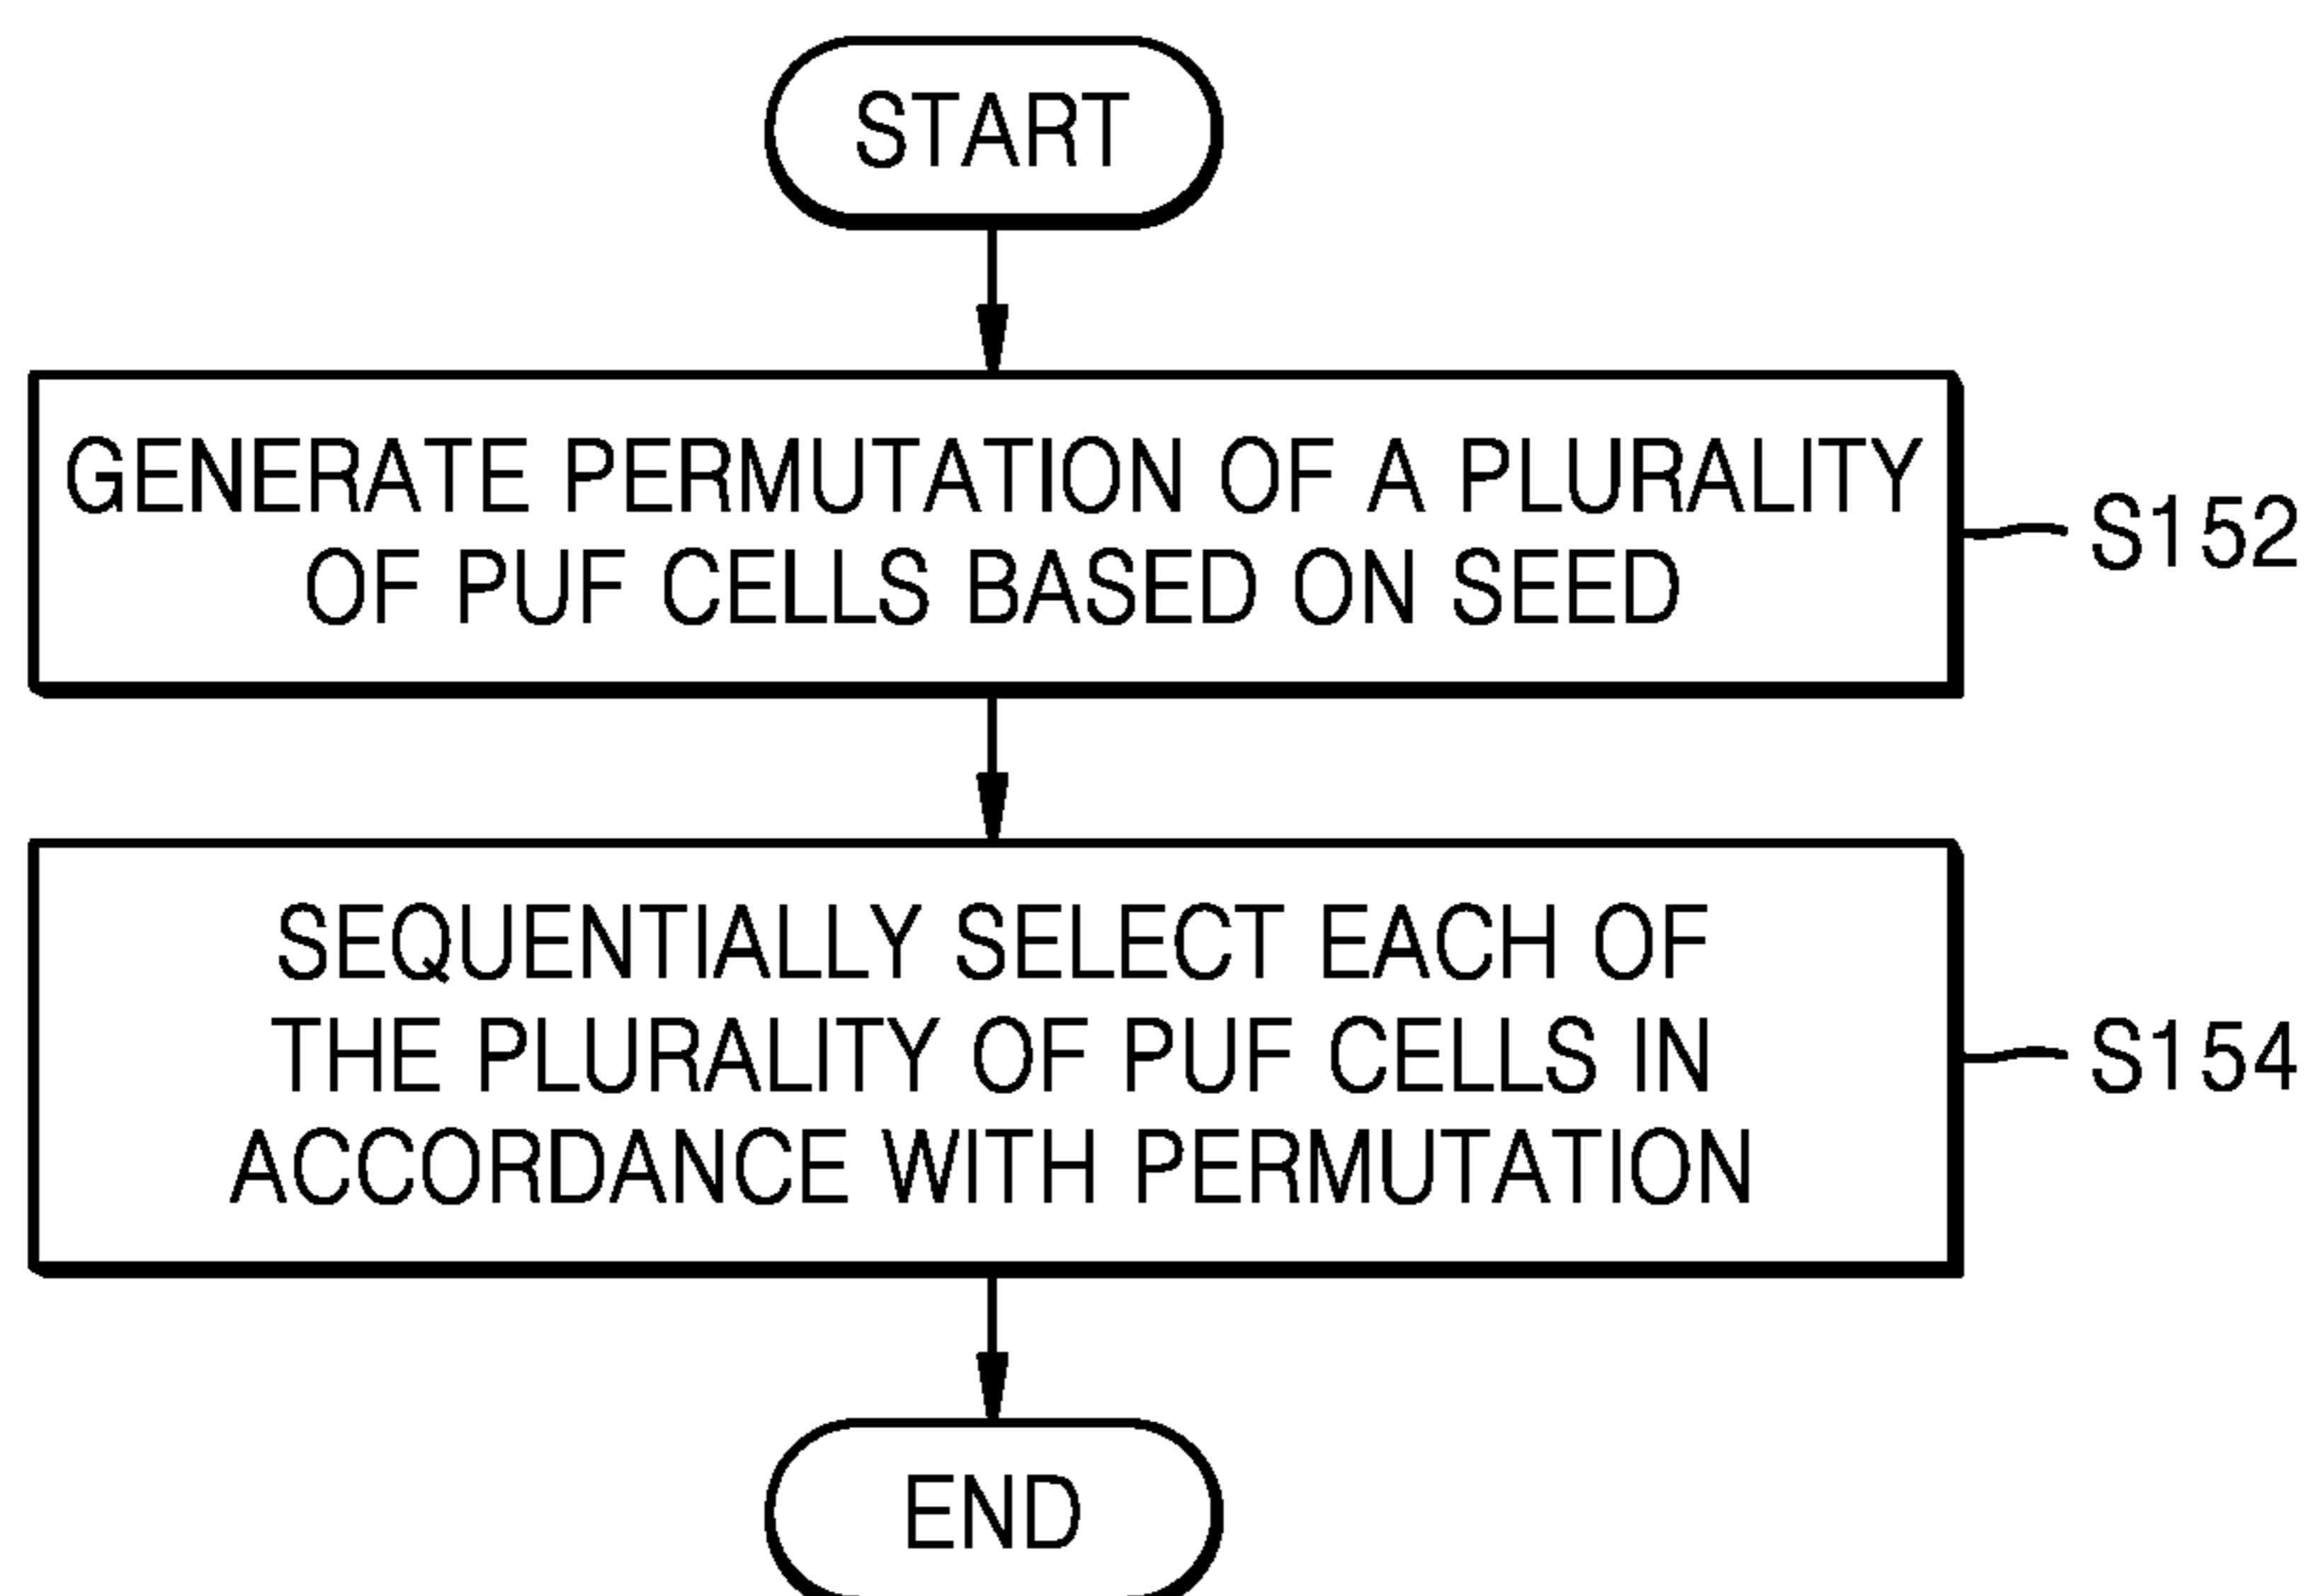 START
GENERATE PERMUTATION OF A PLURALITY
OF PUF CELLS BASED ON SEED
S152
SEQUENTIALLY SELECT EACH OF
THE PLURALITY OF PUF CELLS IN
ACCORDANCE WITH PERMUTATION
S154
END